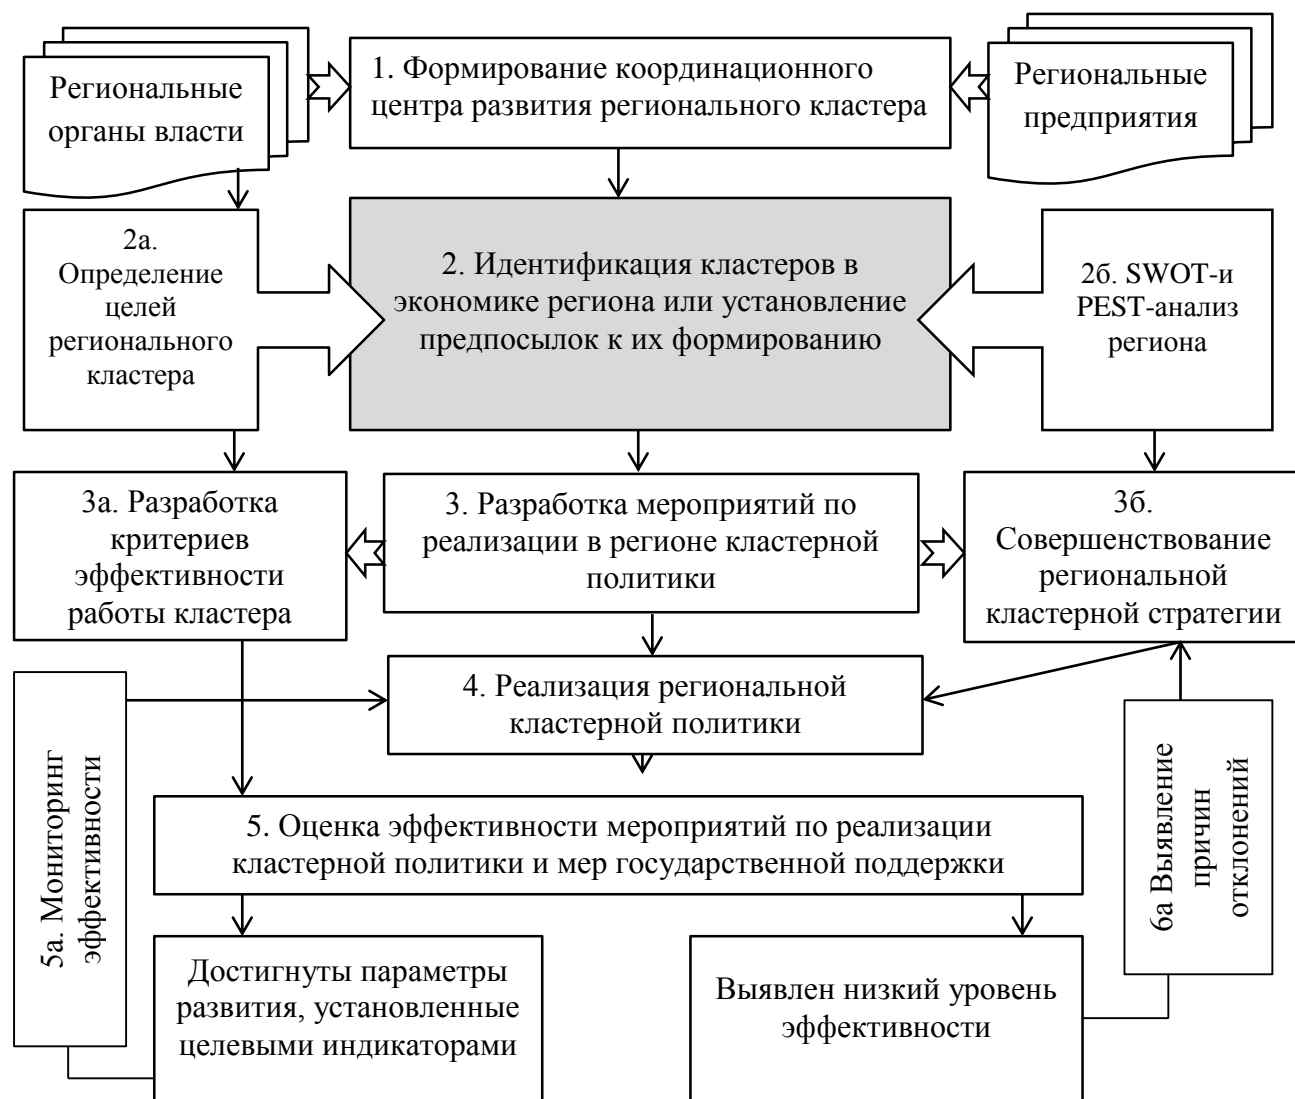 Региональные
органы власти
1. Формирование координационного
центра развития регионального кластера
Региональные
предприятия
2а.
Определение
целей
регионального
кластера
2. Идентификация кластеров в
экономике региона или установление
предпосылок к их формированию
2б. SWOT-и
PEST-анализ
региона
3а. Разработка
критериев
эффективности
работы кластера
3. Разработка мероприятий по
реализации в регионе кластерной
политики
3б.
Совершенствование
региональной
кластерной стратегии
4. Реализация региональной
кластерной политики
5а. Мониторинг
эффективности
5. Оценка эффективности мероприятий по реализации
кластерной политики и мер государственной поддержки
6а Выявление
причин
отклонений
Достигнуты параметры
развития, установленные
целевыми индикаторами
Выявлен низкий уровень
эффективности